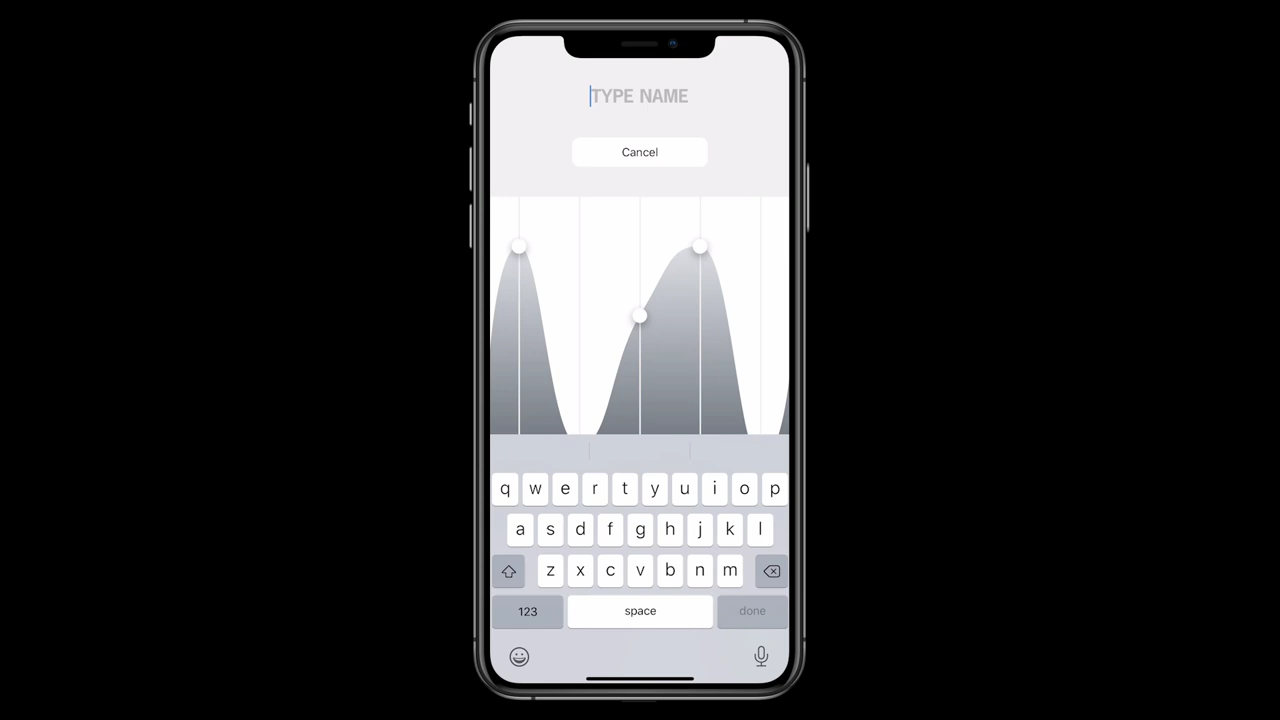 TYPE NAME
Cancel
q w e r t y u i o p
a s d f g h j k l
z x c v b n m
123 space done